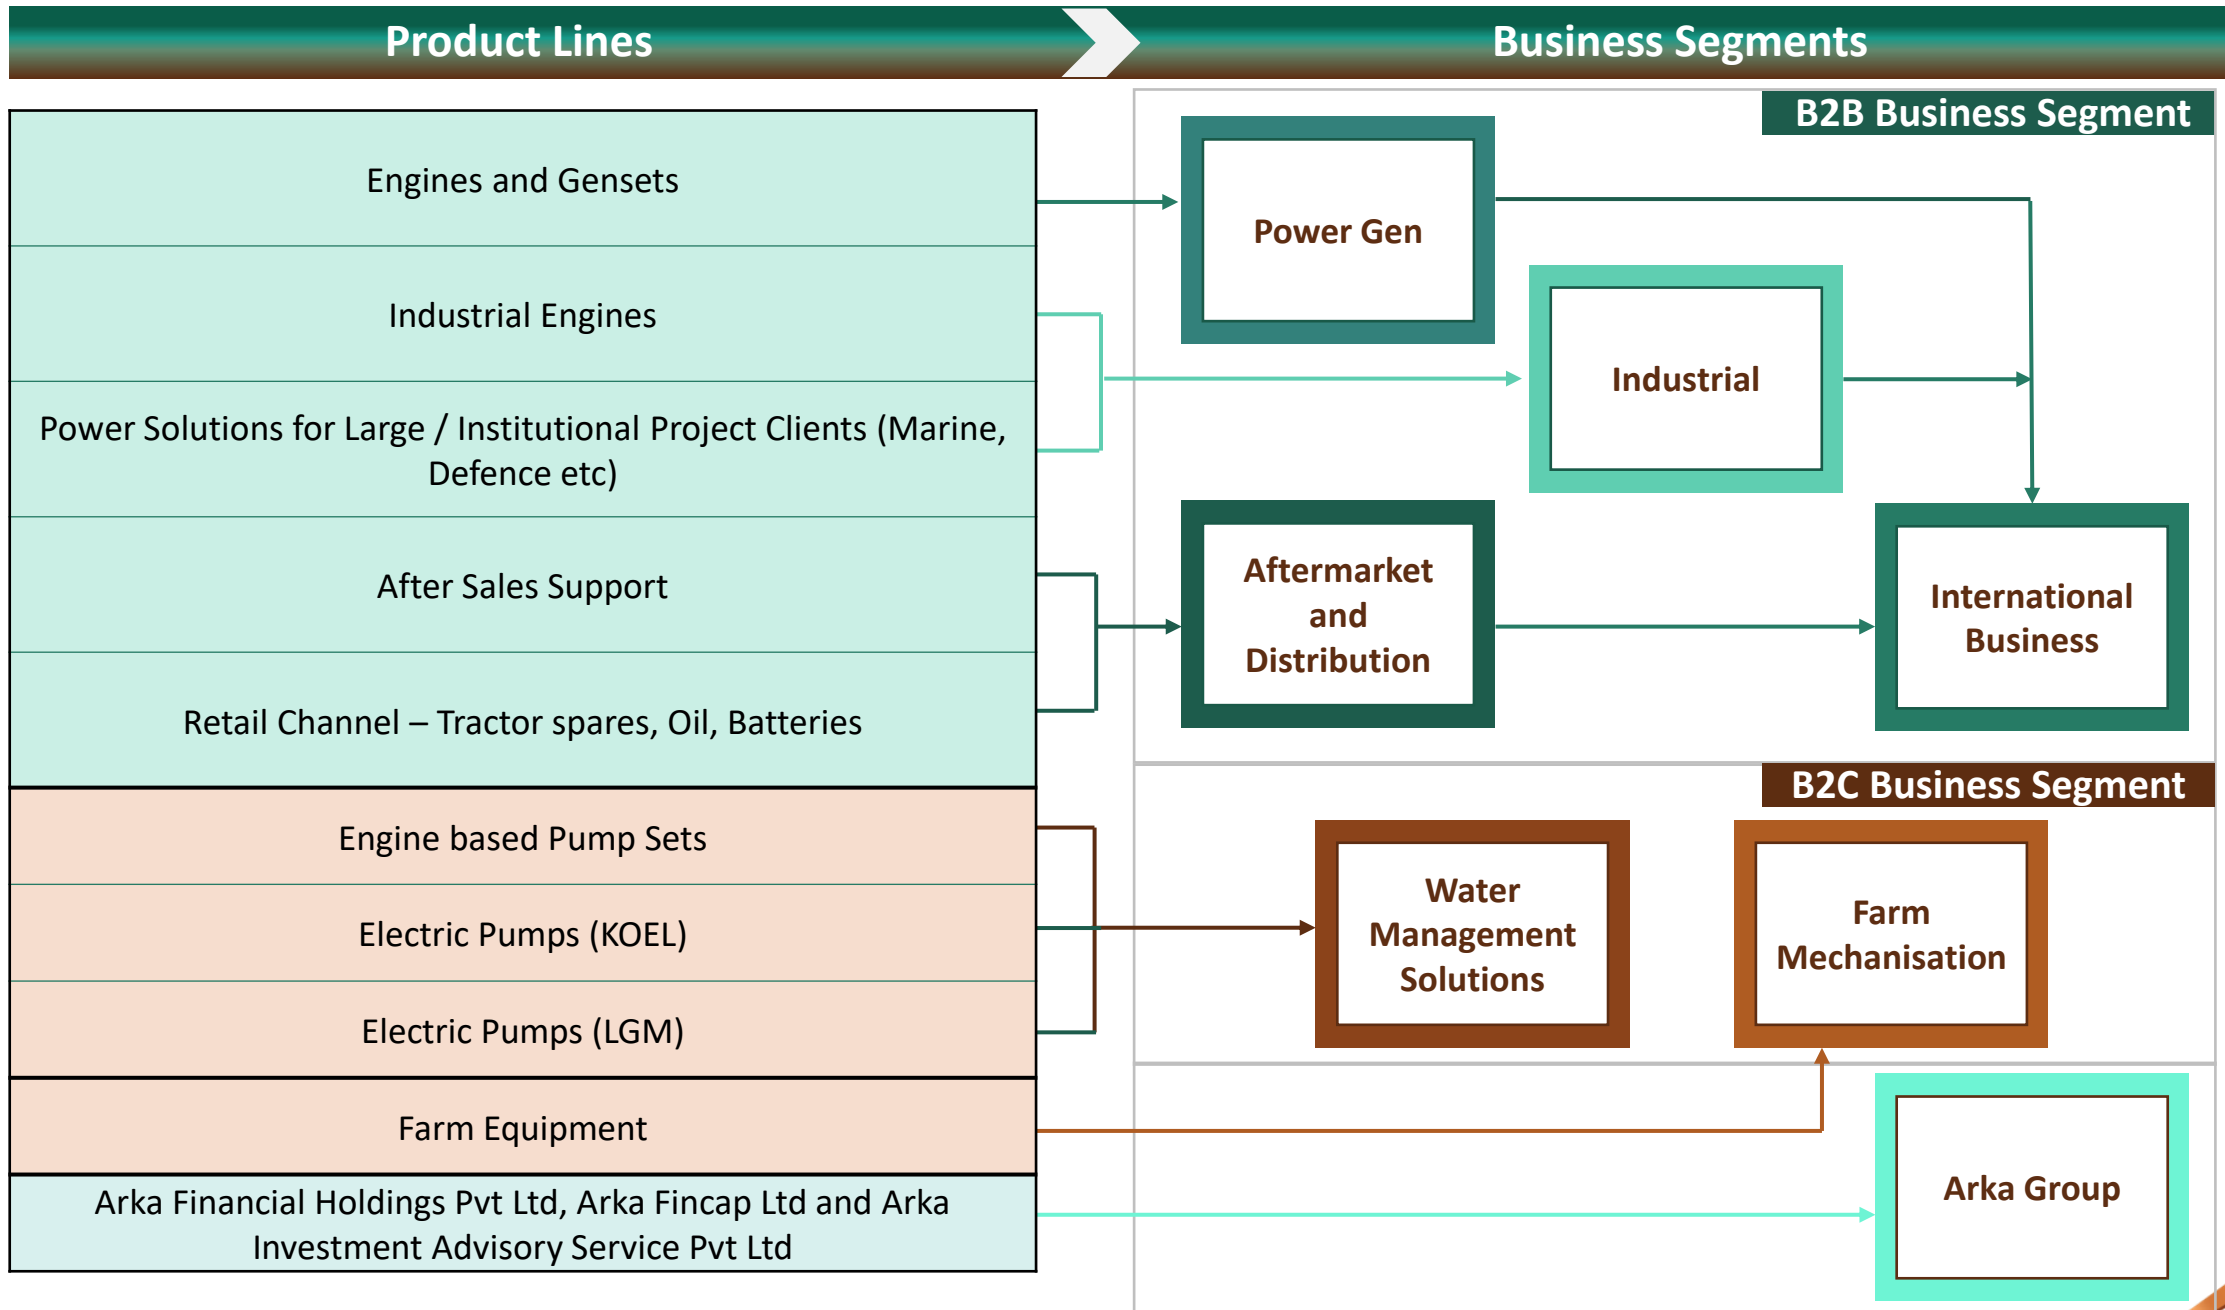 Product Lines
Business Segments
Engines and Gensets
Industrial Engines
Power Solutions for Large / Institutional Project Clients (Marine,
Defence etc)
After Sales Support
Retail Channel – Tractor spares, Oil, Batteries
Engine based Pump Sets
Electric Pumps (KOEL)
Electric Pumps (LGM)
Farm Equipment
Arka Financial Holdings Pvt Ltd, Arka Fincap Ltd and Arka
Investment Advisory Service Pvt Ltd
B2B Business Segment
Power Gen
Industrial
Aftermarket
and
Distribution
International
Business
B2C Business Segment
Water
Management
Solutions
Farm
Mechanisation
Arka Group